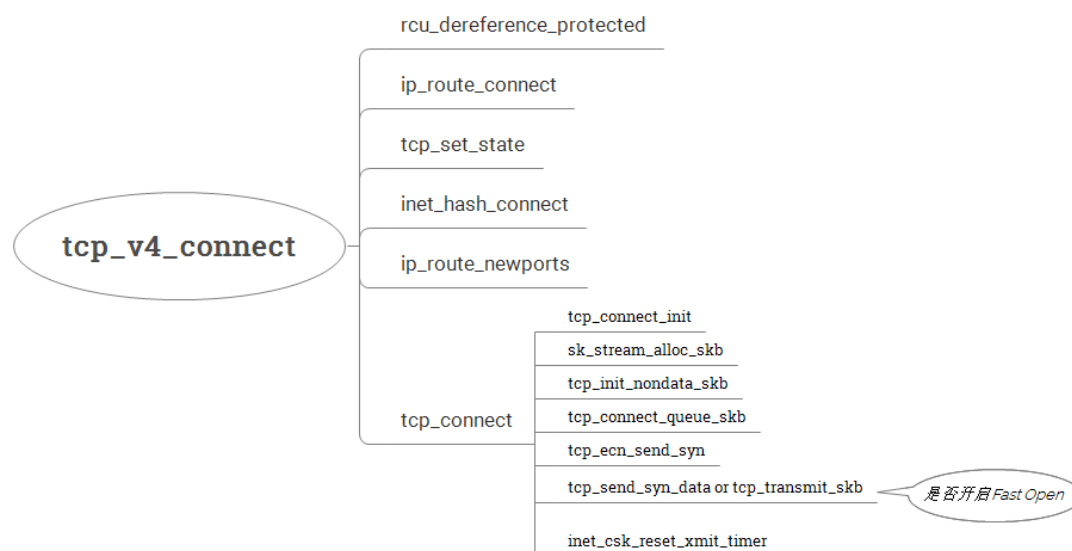 rcu_dereference_protected
ip_route_connect
tcp_set_state
inet_hash_connect
tcp_v4_connect
ip_route_newports
tcp_connect_init
sk_stream_alloc_skb
tcp_init_nondata_skb
tcp_connect_queue_skb
tcp_connect
tcp_ecn_send_syn
tcp_send_syn_data or tcp_transmit_skb
是否开启Fast Open
inet_csk_reset_xmit_timer